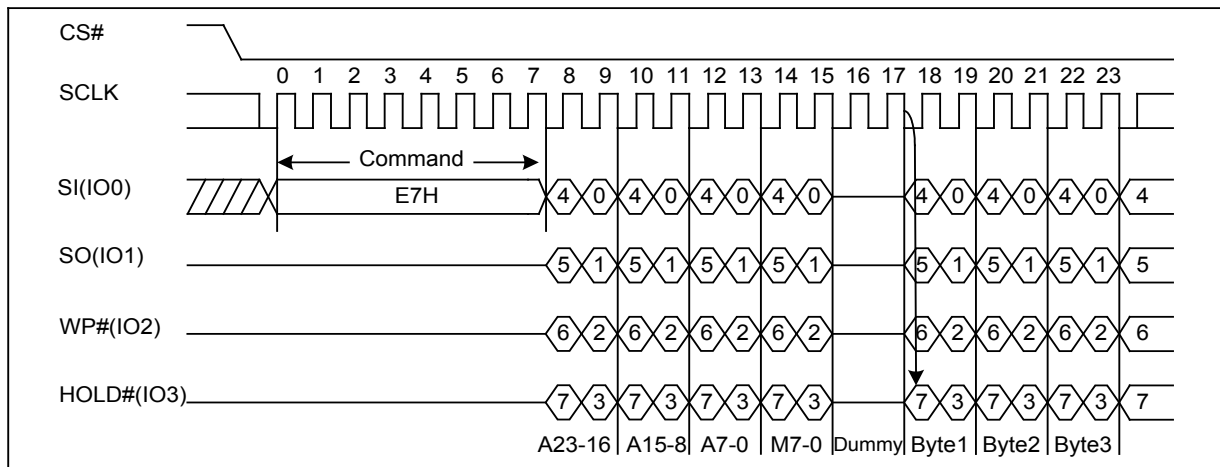 CS#
0 1 2 3 4 5 6 7 8 9 10 11 12 13 14 15 16 17 18 19 20 21 22 23
SCLK
Command
SI(IO0) E7H 4 0 4 0 4 0 4 0 4 0 4 0 4 0 4
SO(IO1) 5 1 5 1 5 1 5 1 5 1 5 1 5 1 5
WP#(IO2) 6 2 6 2 6 2 6 2 6 2 6 2 6 2 6
HOLD#(IO3) 7 3 7 3 7 3 7 3 7 3 7 3 7 3 7
A23-16 A15-8 A7-0 M7-0 Dummy Byte1 Byte2 Byte3